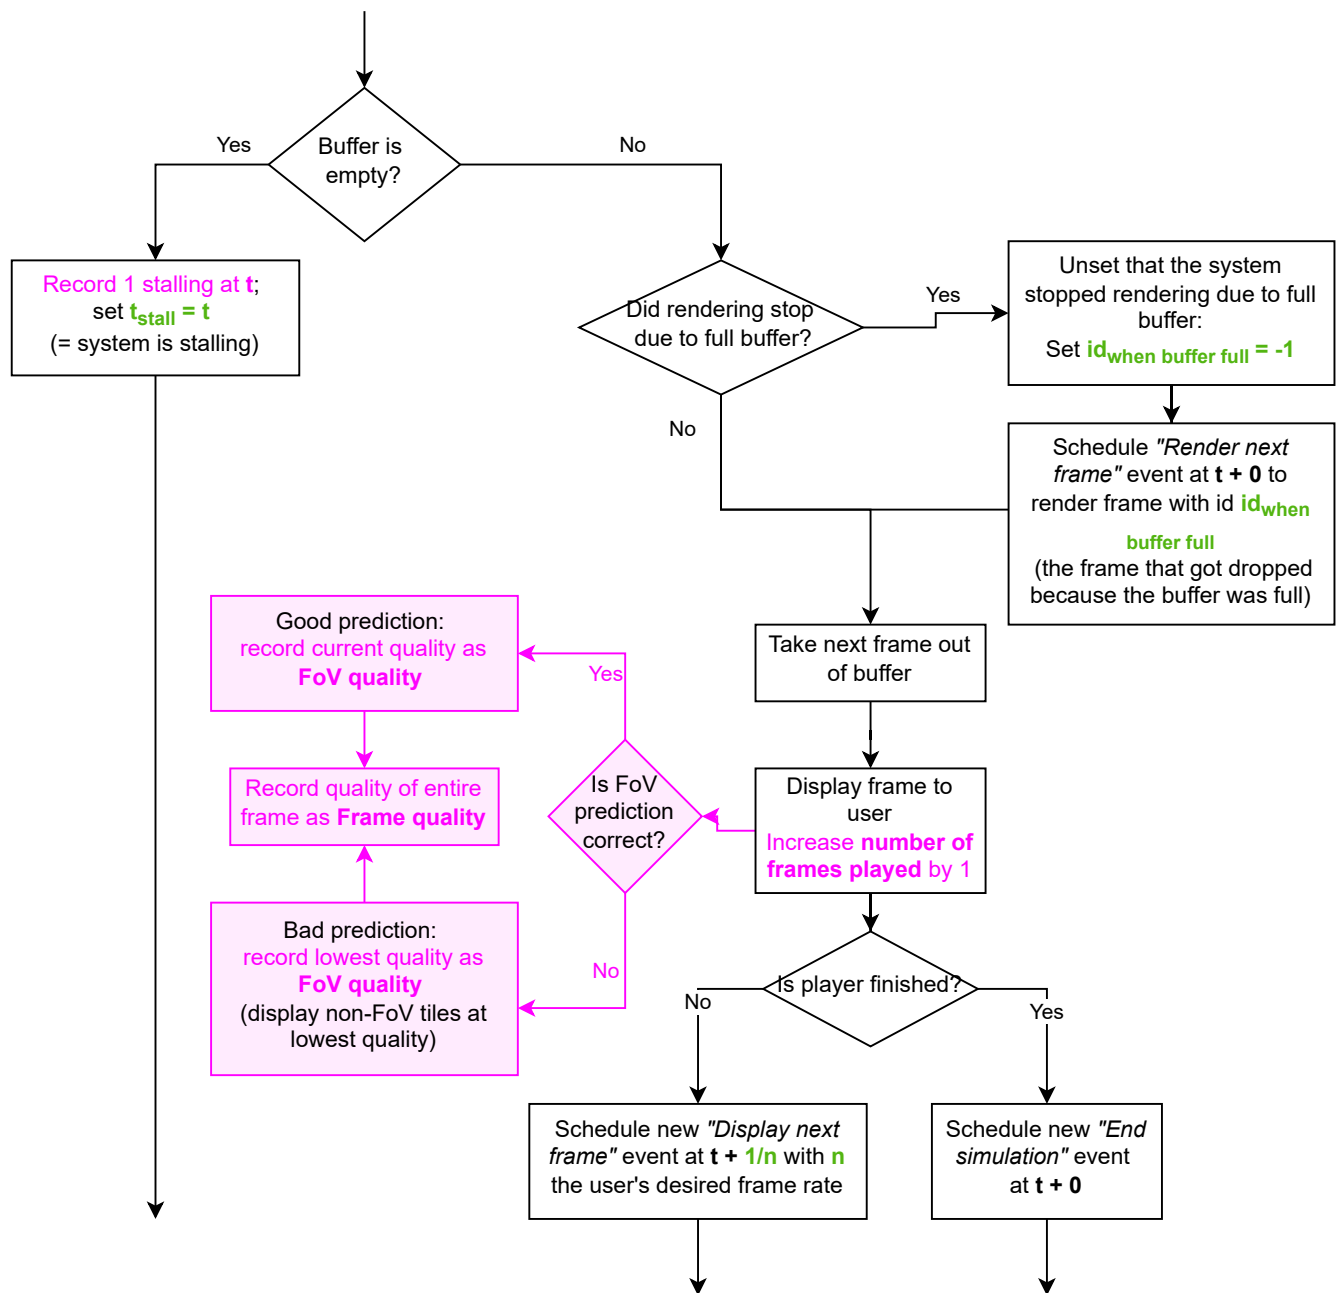 Buffer is
empty?
Yes
No
Record 1 stalling at t;
set t_stall = t
(= system is stalling)
Did rendering stop
due to full buffer?
Yes
No
Unset that the system
stopped rendering due to full
buffer:
Set id_when buffer full = -1
Schedule "Render next
frame" event at t + 0 to
render frame with id id_when
buffer full
(the frame that got dropped
because the buffer was full)
Take next frame out
of buffer
Display frame to
user
Increase number of
frames played by 1
Is FoV
prediction
correct?
Yes
No
Good prediction:
record current quality as
FoV quality
Record quality of entire
frame as Frame quality
Bad prediction:
record lowest quality as
FoV quality
(display non-FoV tiles at
lowest quality)
Is player finished?
No
Yes
Schedule new "Display next
frame" event at t + 1/n with n
the user's desired frame rate
Schedule new "End
simulation" event
at t + 0